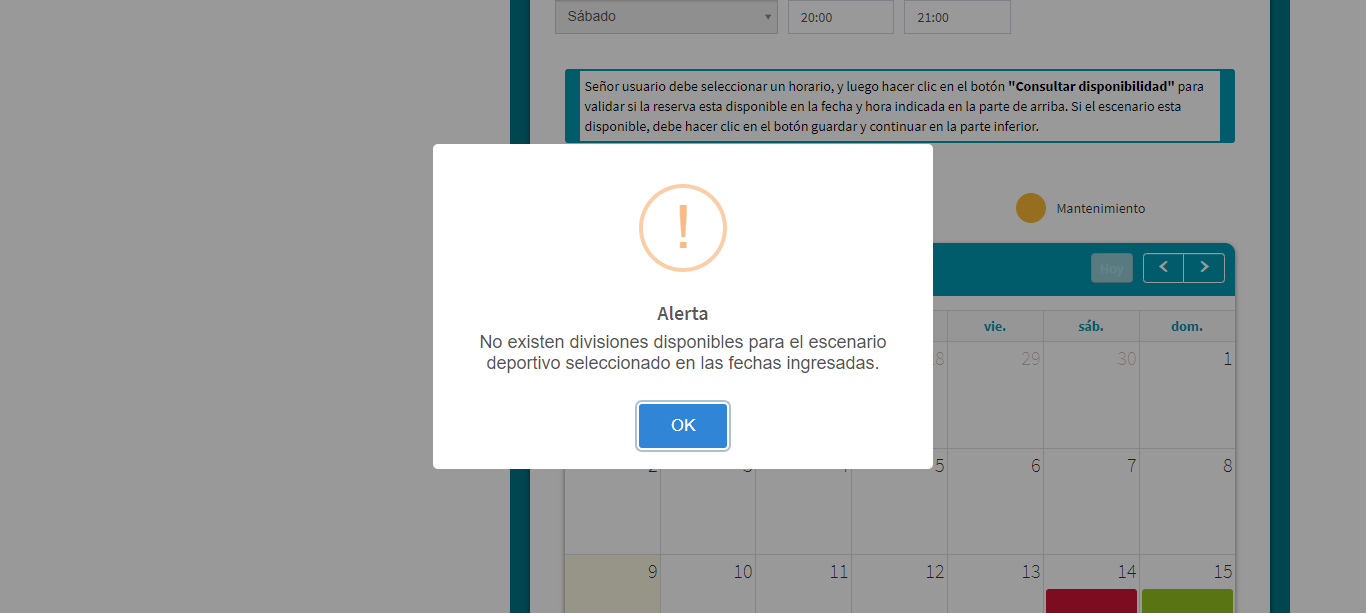 Sábado
20:00
21:00
Señor usuario debe seleccionar un horario, y luego hacer clic en el botón "Consultar disponibilidad" para
validar si la reserva esta disponible en la fecha y hora indicada en la parte de arriba. Si el escenario esta
disponible, debe hacer clic en el botón guardar y continuar en la parte inferior.
Mantenimiento
Hoy
Alerta
No existen divisiones disponibles para el escenario
deportivo seleccionado en las fechas ingresadas.
OK
vie. sáb. dom.
29 30 1
5 6 7 8
9 10 11 12 13 14 15